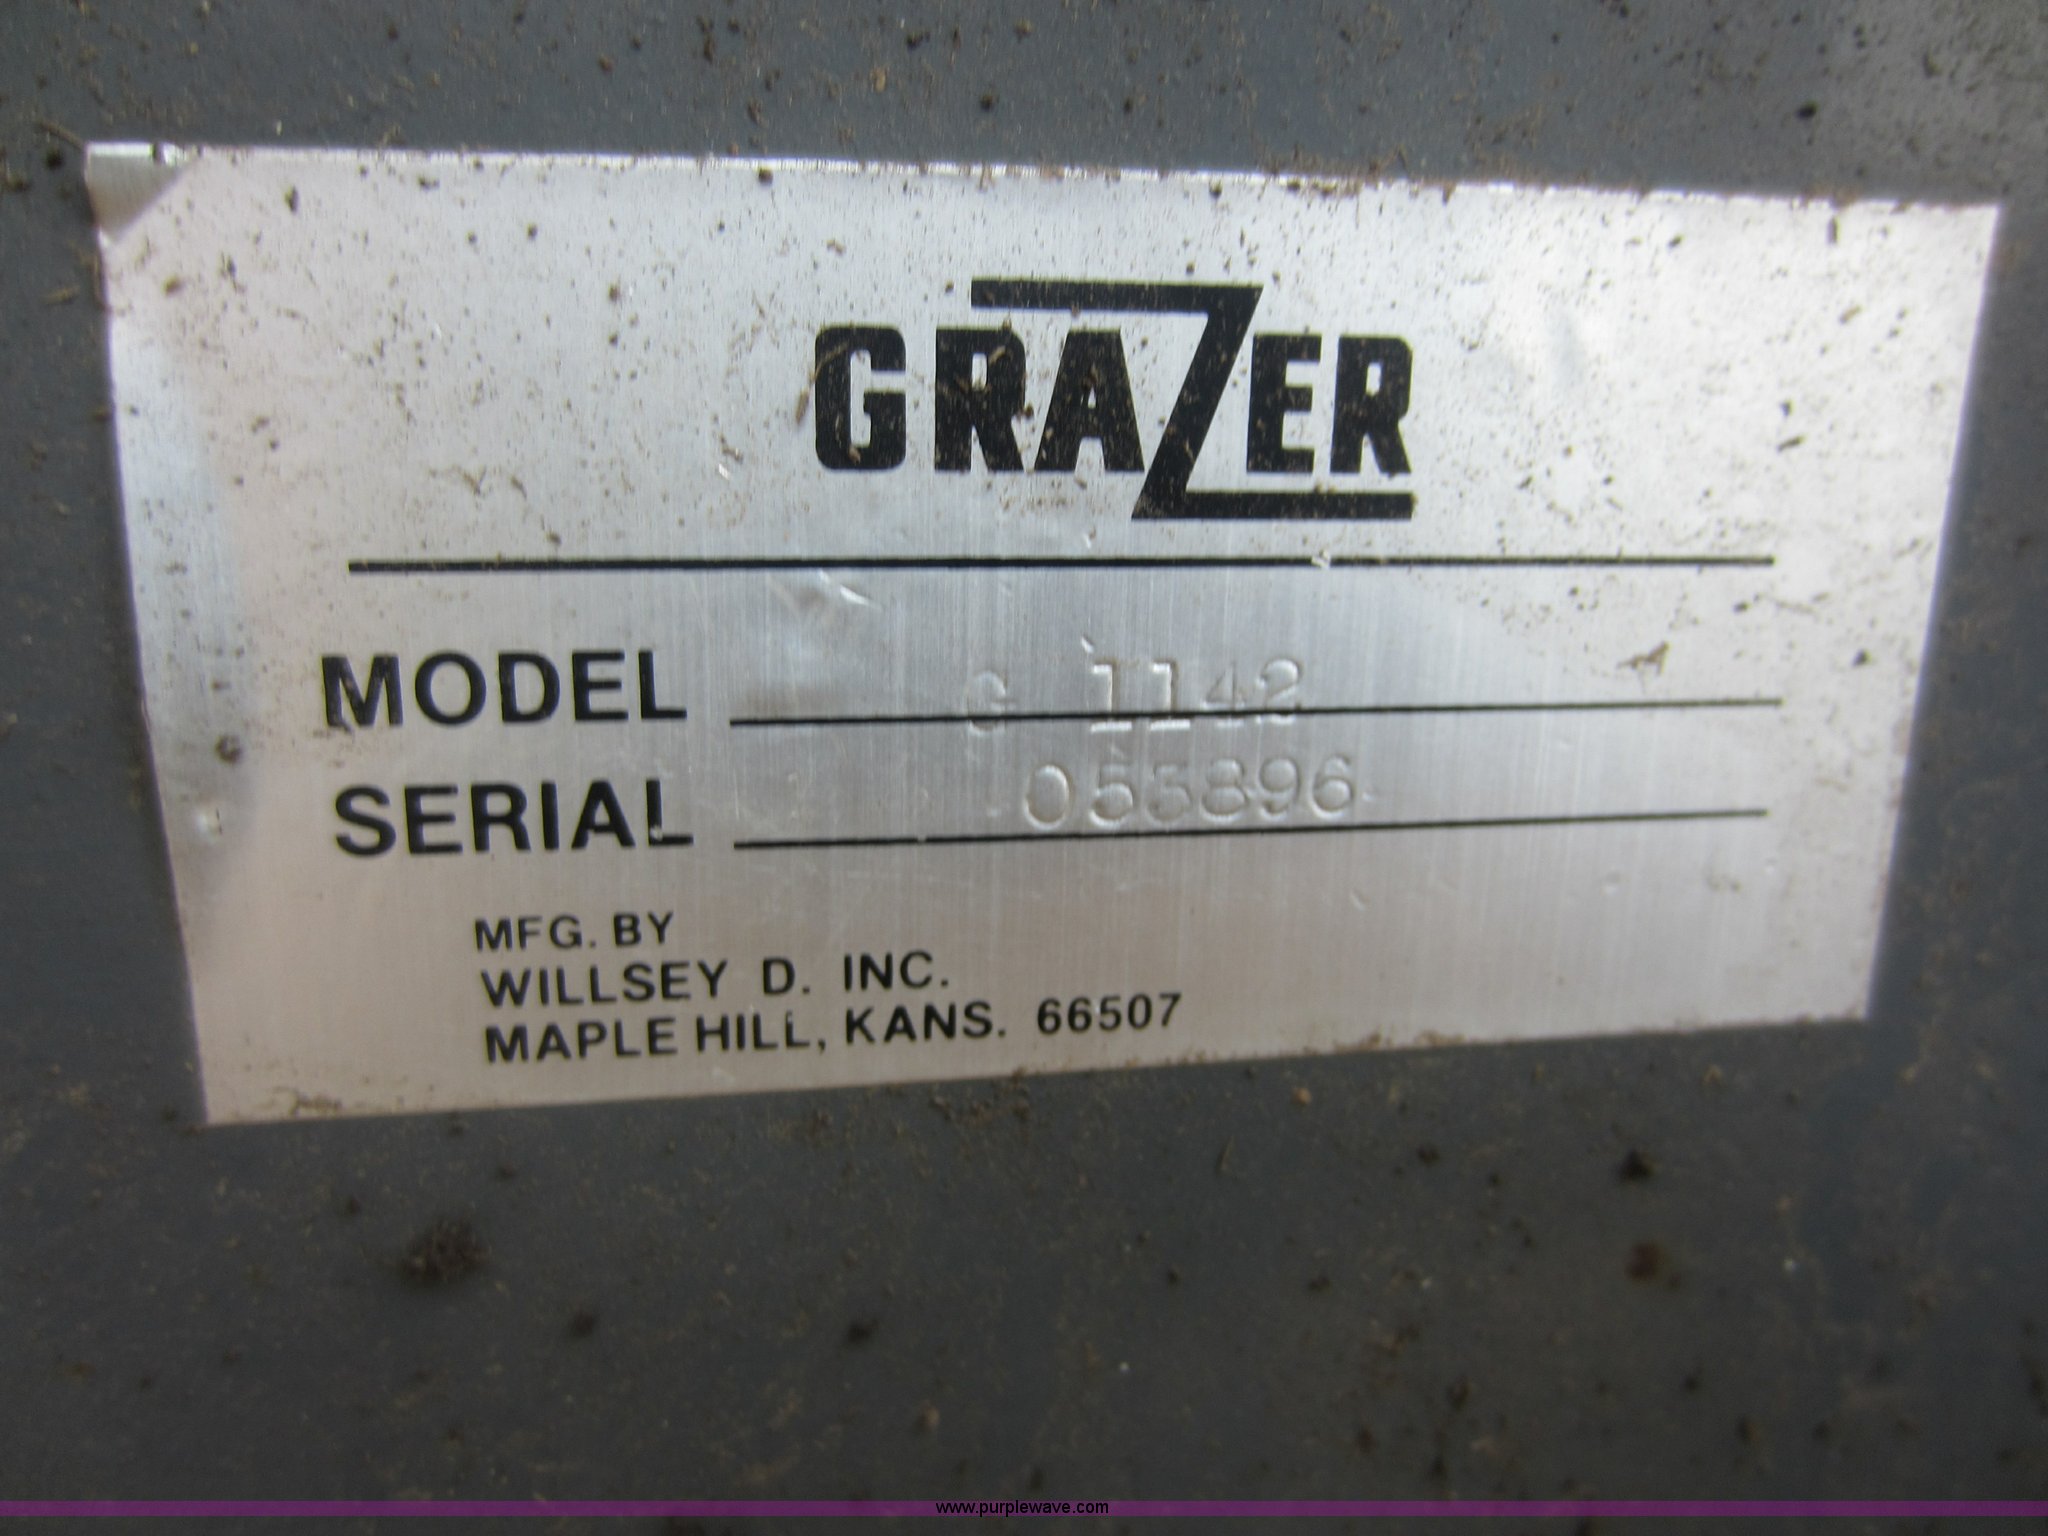 GRAZER
MODEL G 1142
SERIAL 055896
MFG. BY
WILLSEY D. INC.
MAPLE HILL, KANS. 66507
www.purplewave.com